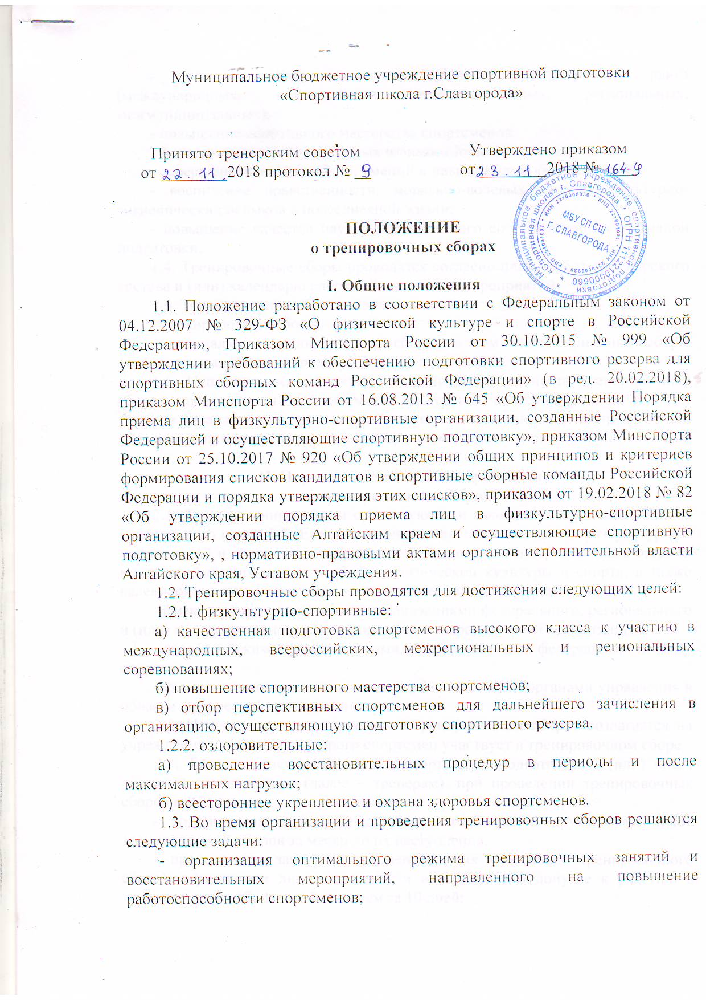 Муниципальное бюджетное учреждение спортивной подготовки
«Спортивная школа г.Славгорода»
Принято тренерским советом
от 22.11.2018 протокол № 9
Утверждено приказом
от 23.11 2018 № 164-9
Муниципальное бюджетное учреждение спортивной подготовки
«Спортивная школа» г. Славгорода * ОГРН 1112210000660 *
ИНН 2210008930 * КПП 221001001 * ИНН 2210008930 * КПП 221001001 *
МБУ СП СШ
Г. СЛАВГОРОДА
ПОЛОЖЕНИЕ
о тренировочных сборах
I. Общие положения
1.1. Положение разработано в соответствии с Федеральным законом от
04.12.2007 № 329-ФЗ «О физической культуре и спорте в Российской
Федерации», Приказом Минспорта России от 30.10.2015 № 999 «Об
утверждении требований к обеспечению подготовки спортивного резерва для
спортивных сборных команд Российской Федерации» (в ред. 20.02.2018),
приказом Минспорта России от 16.08.2013 № 645 «Об утверждении Порядка
приема лиц в физкультурно-спортивные организации, созданные Российской
Федерацией и осуществляющие спортивную подготовку», приказом Минспорта
России от 25.10.2017 № 920 «Об утверждении общих принципов и критериев
формирования списков кандидатов в спортивные сборные команды Российской
Федерации и порядка утверждения этих списков», приказом от 19.02.2018 № 82
«Об утверждении порядка приема лиц в физкультурно-спортивные
организации, созданные Алтайским краем и осуществляющие спортивную
подготовку», , нормативно-правовыми актами органов исполнительной власти
Алтайского края, Уставом учреждения.
1.2. Тренировочные сборы проводятся для достижения следующих целей:
1.2.1. физкультурно-спортивные:
а) качественная подготовка спортсменов высокого класса к участию в
международных, всероссийских, межрегиональных и региональных
соревнованиях;
б) повышение спортивного мастерства спортсменов;
в) отбор перспективных спортсменов для дальнейшего зачисления в
организацию, осуществляющую подготовку спортивного резерва.
1.2.2. оздоровительные:
а) проведение восстановительных процедур в периоды и после
максимальных нагрузок;
б) всестороннее укрепление и охрана здоровья спортсменов.
1.3. Во время организации и проведения тренировочных сборов решаются
следующие задачи:
- организация оптимального режима тренировочных занятий и
восстановительных мероприятий, направленного на повышение
работоспособности спортсменов;